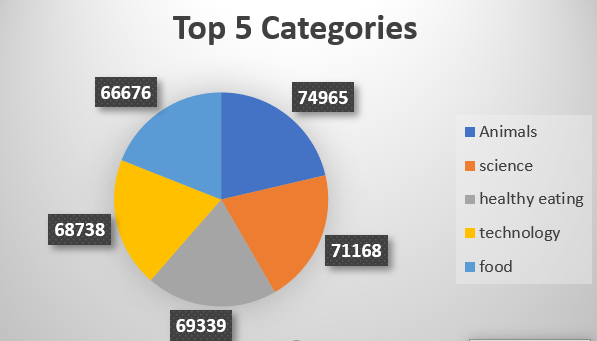 Top 5 Categories
66676
74965
68738
71168
69339
Animals
science
healthy eating
technology
food